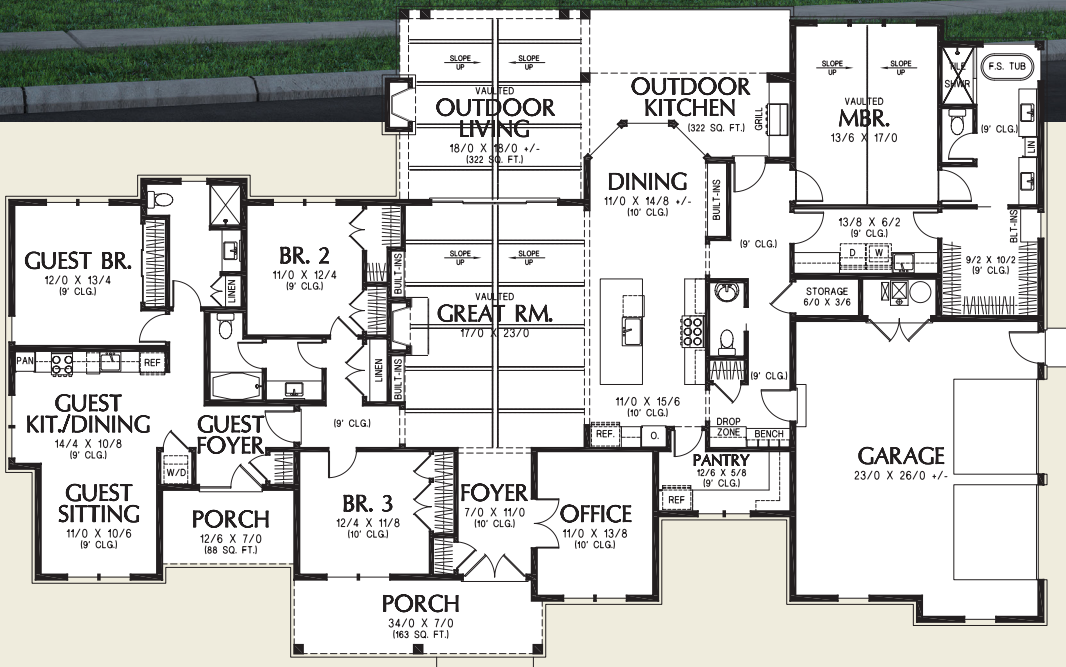 SLOPE UP
SLOPE UP
VAULTED
OUTDOOR
LIVING
18/0 X 18/0 +/-
(322 SQ. FT.)
OUTDOOR
KITCHEN
(322 SQ. FT.)
GRILL
SLOPE UP
SLOPE UP
VAULTED
MBR.
13/6 X 17/0
TILE
SHWR
F.S. TUB
(9' CLG.)
LIN
DINING
11/0 X 14/8 +/-
(10' CLG.)
BUILT-INS
(9' CLG.)
13/8 X 6/2
(9' CLG.)
D
W
BLT-INS
9/2 X 10/2
(9' CLG.)
STORAGE
6/0 X 3/6
GUEST BR.
12/0 X 13/4
(9' CLG.)
LINEN
BR. 2
11/0 X 12/4
(9' CLG.)
BUILT-INS
SLOPE UP
SLOPE UP
VAULTED
GREAT RM.
17/0 X 23/0
BUILT-INS
LINEN
PAN
REF
GUEST
KIT./DINING
14/4 X 10/8
(9' CLG.)
GUEST
FOYER
(9' CLG.)
W/D
11/0 X 15/6
(10' CLG.)
REF.
O.
(9' CLG.)
DROP
ZONE
BENCH
PANTRY
12/6 X 5/8
(9' CLG.)
REF
GARAGE
23/0 X 26/0 +/-
GUEST
SITTING
11/0 X 10/6
(9' CLG.)
PORCH
12/6 X 7/0
(88 SQ. FT.)
BR. 3
12/4 X 11/8
(10' CLG.)
FOYER
7/0 X 11/0
(10' CLG.)
OFFICE
11/0 X 13/8
(10' CLG.)
PORCH
34/0 X 7/0
(163 SQ. FT.)